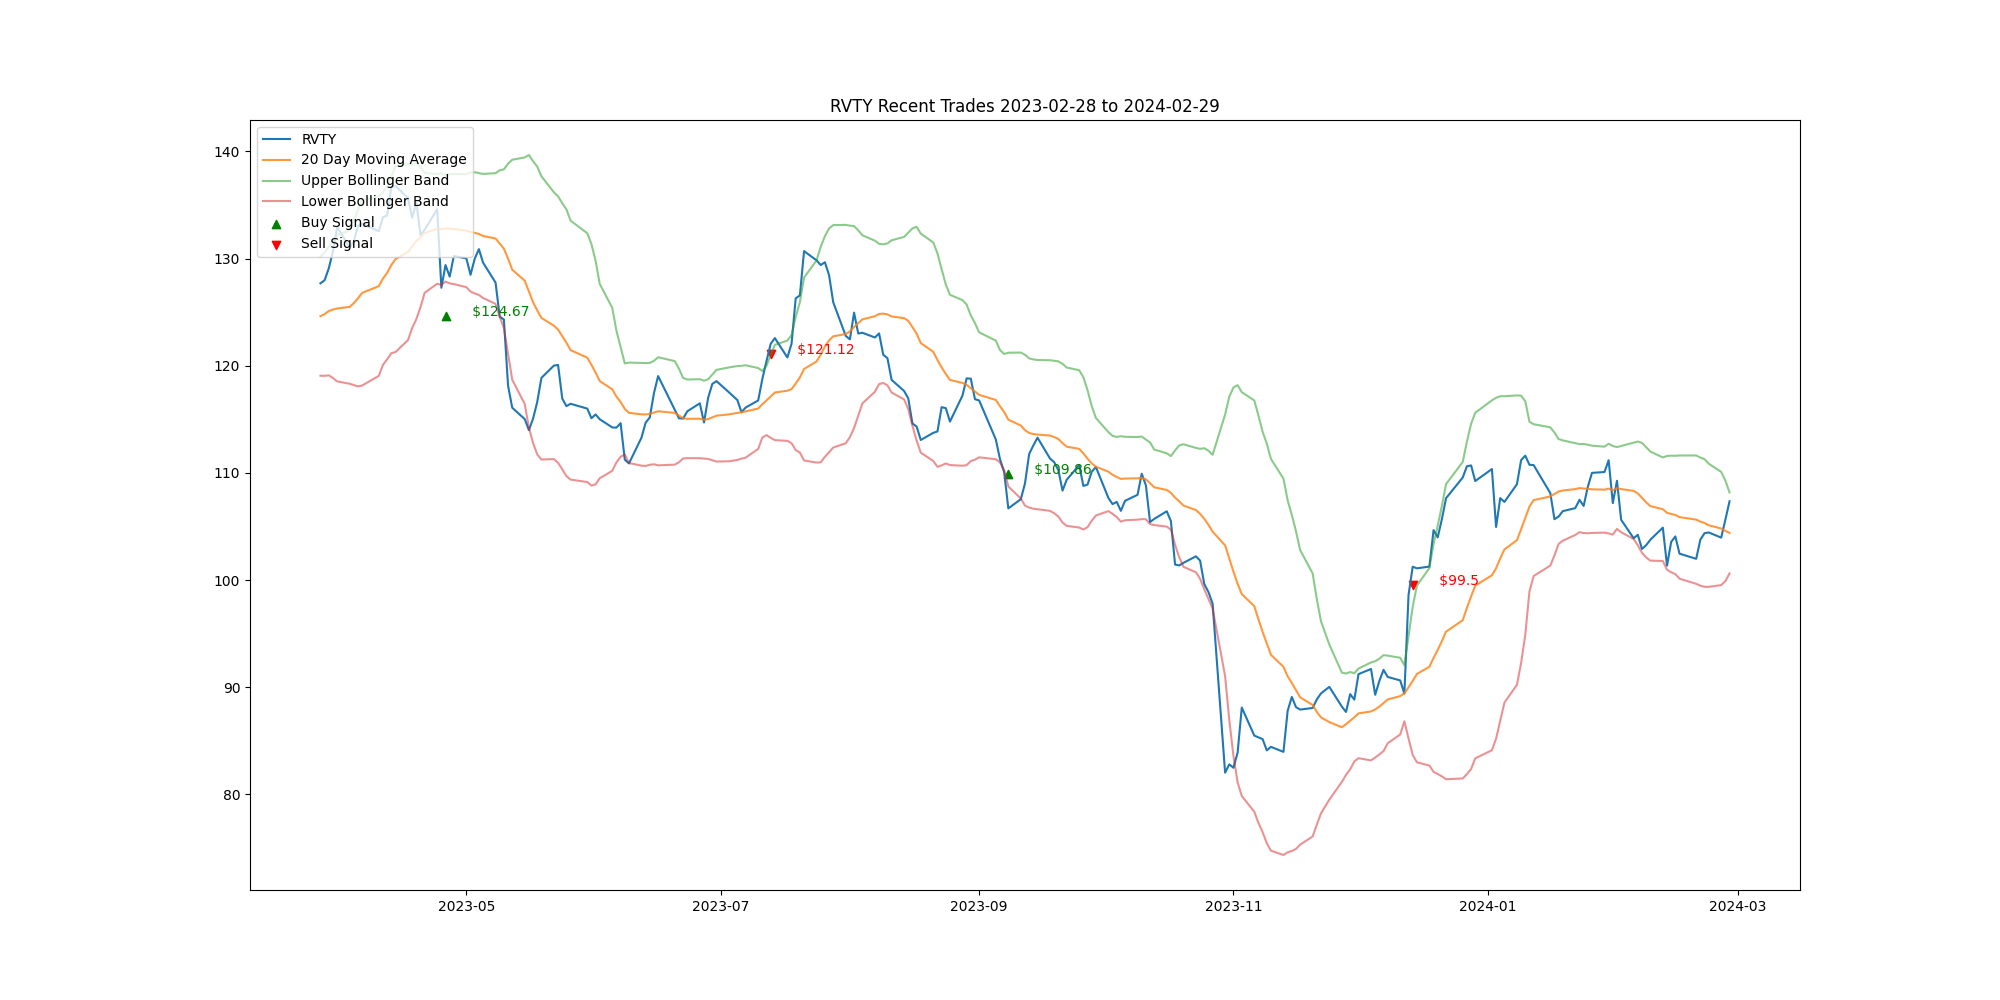 RVTY Recent Trades 2023-02-28 to 2024-02-29
RVTY
20 Day Moving Average
Upper Bollinger Band
Lower Bollinger Band
Buy Signal
Sell Signal
140
130
120
110
100
90
80
$124.67
$121.12
$109.86
$99.5
2023-05
2023-07
2023-09
2023-11
2024-01
2024-03